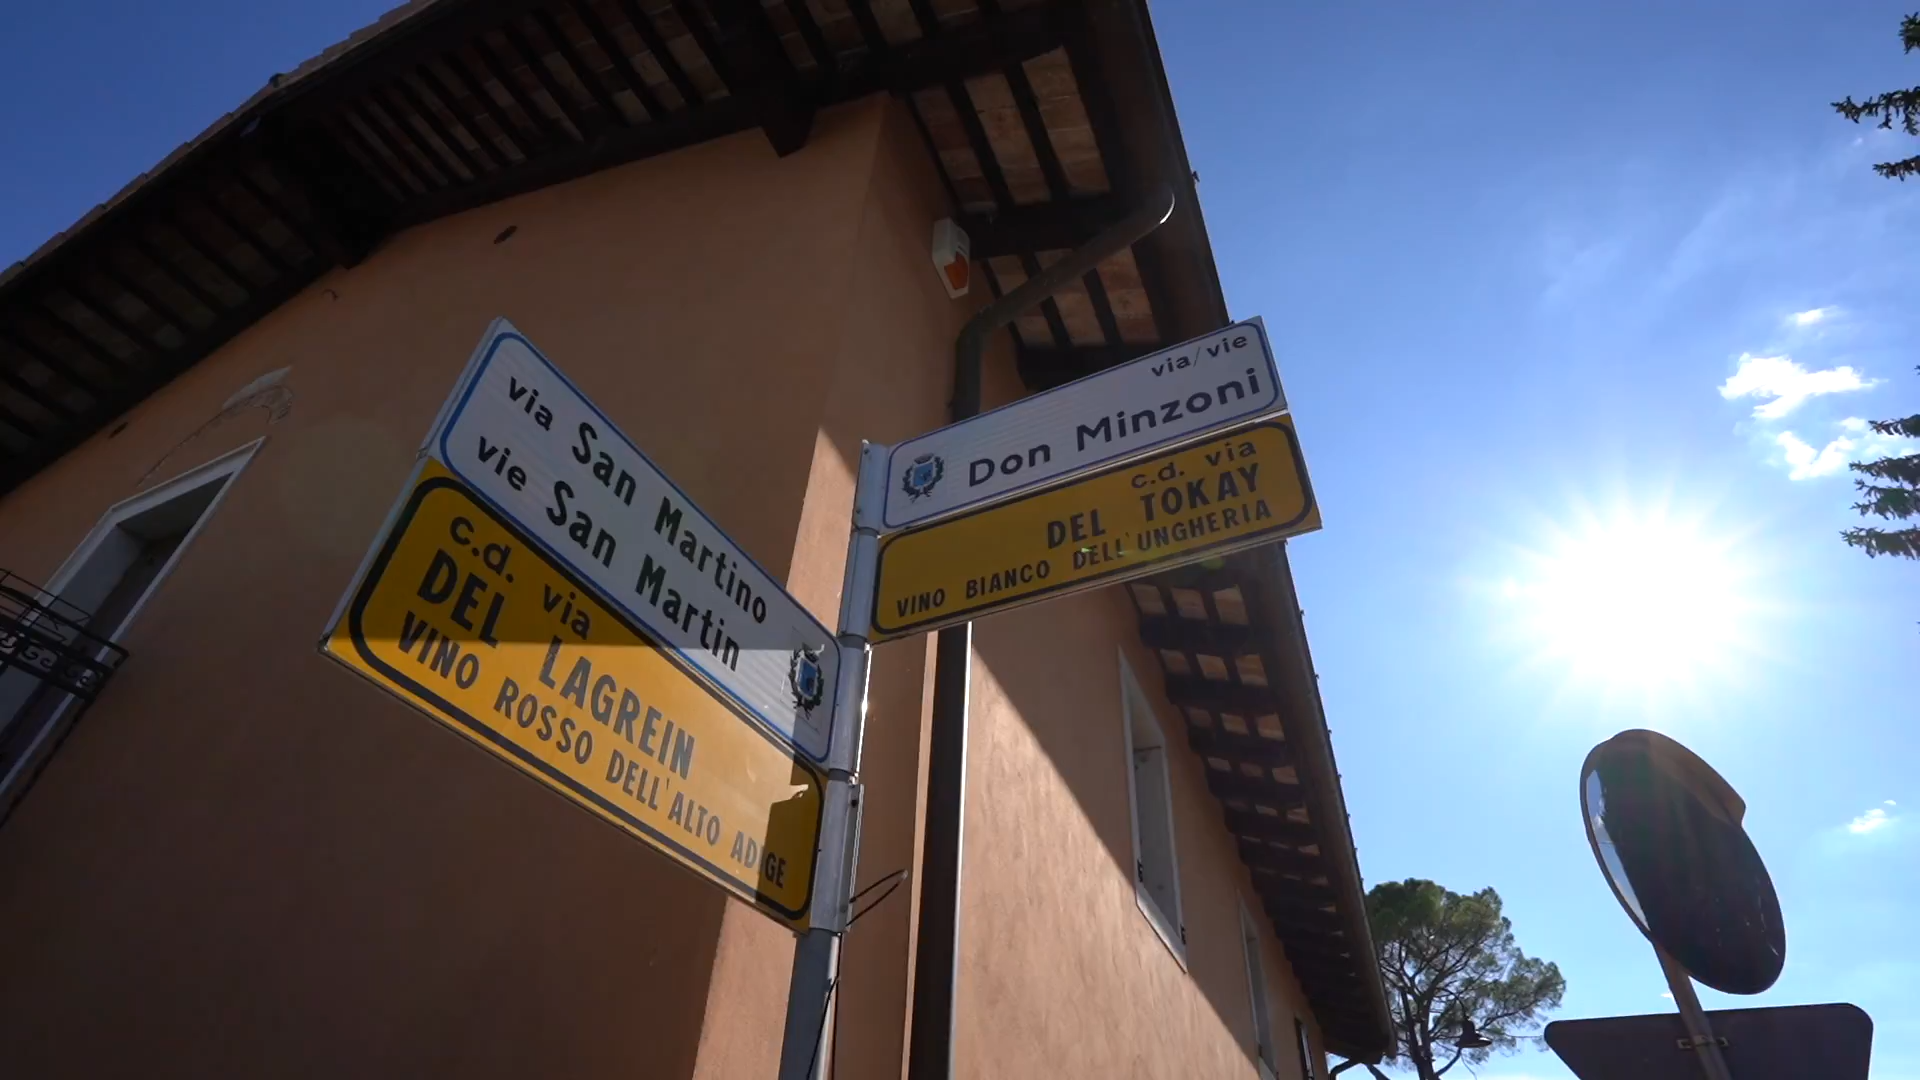 via San Martino
vie San Martin
c.d. via
DEL LAGREIN
VINO ROSSO DELL'ALTO ADIGE
via/vie
Don Minzoni
c.d. via
DEL TOKAY
VINO BIANCO DELL'UNGHERIA